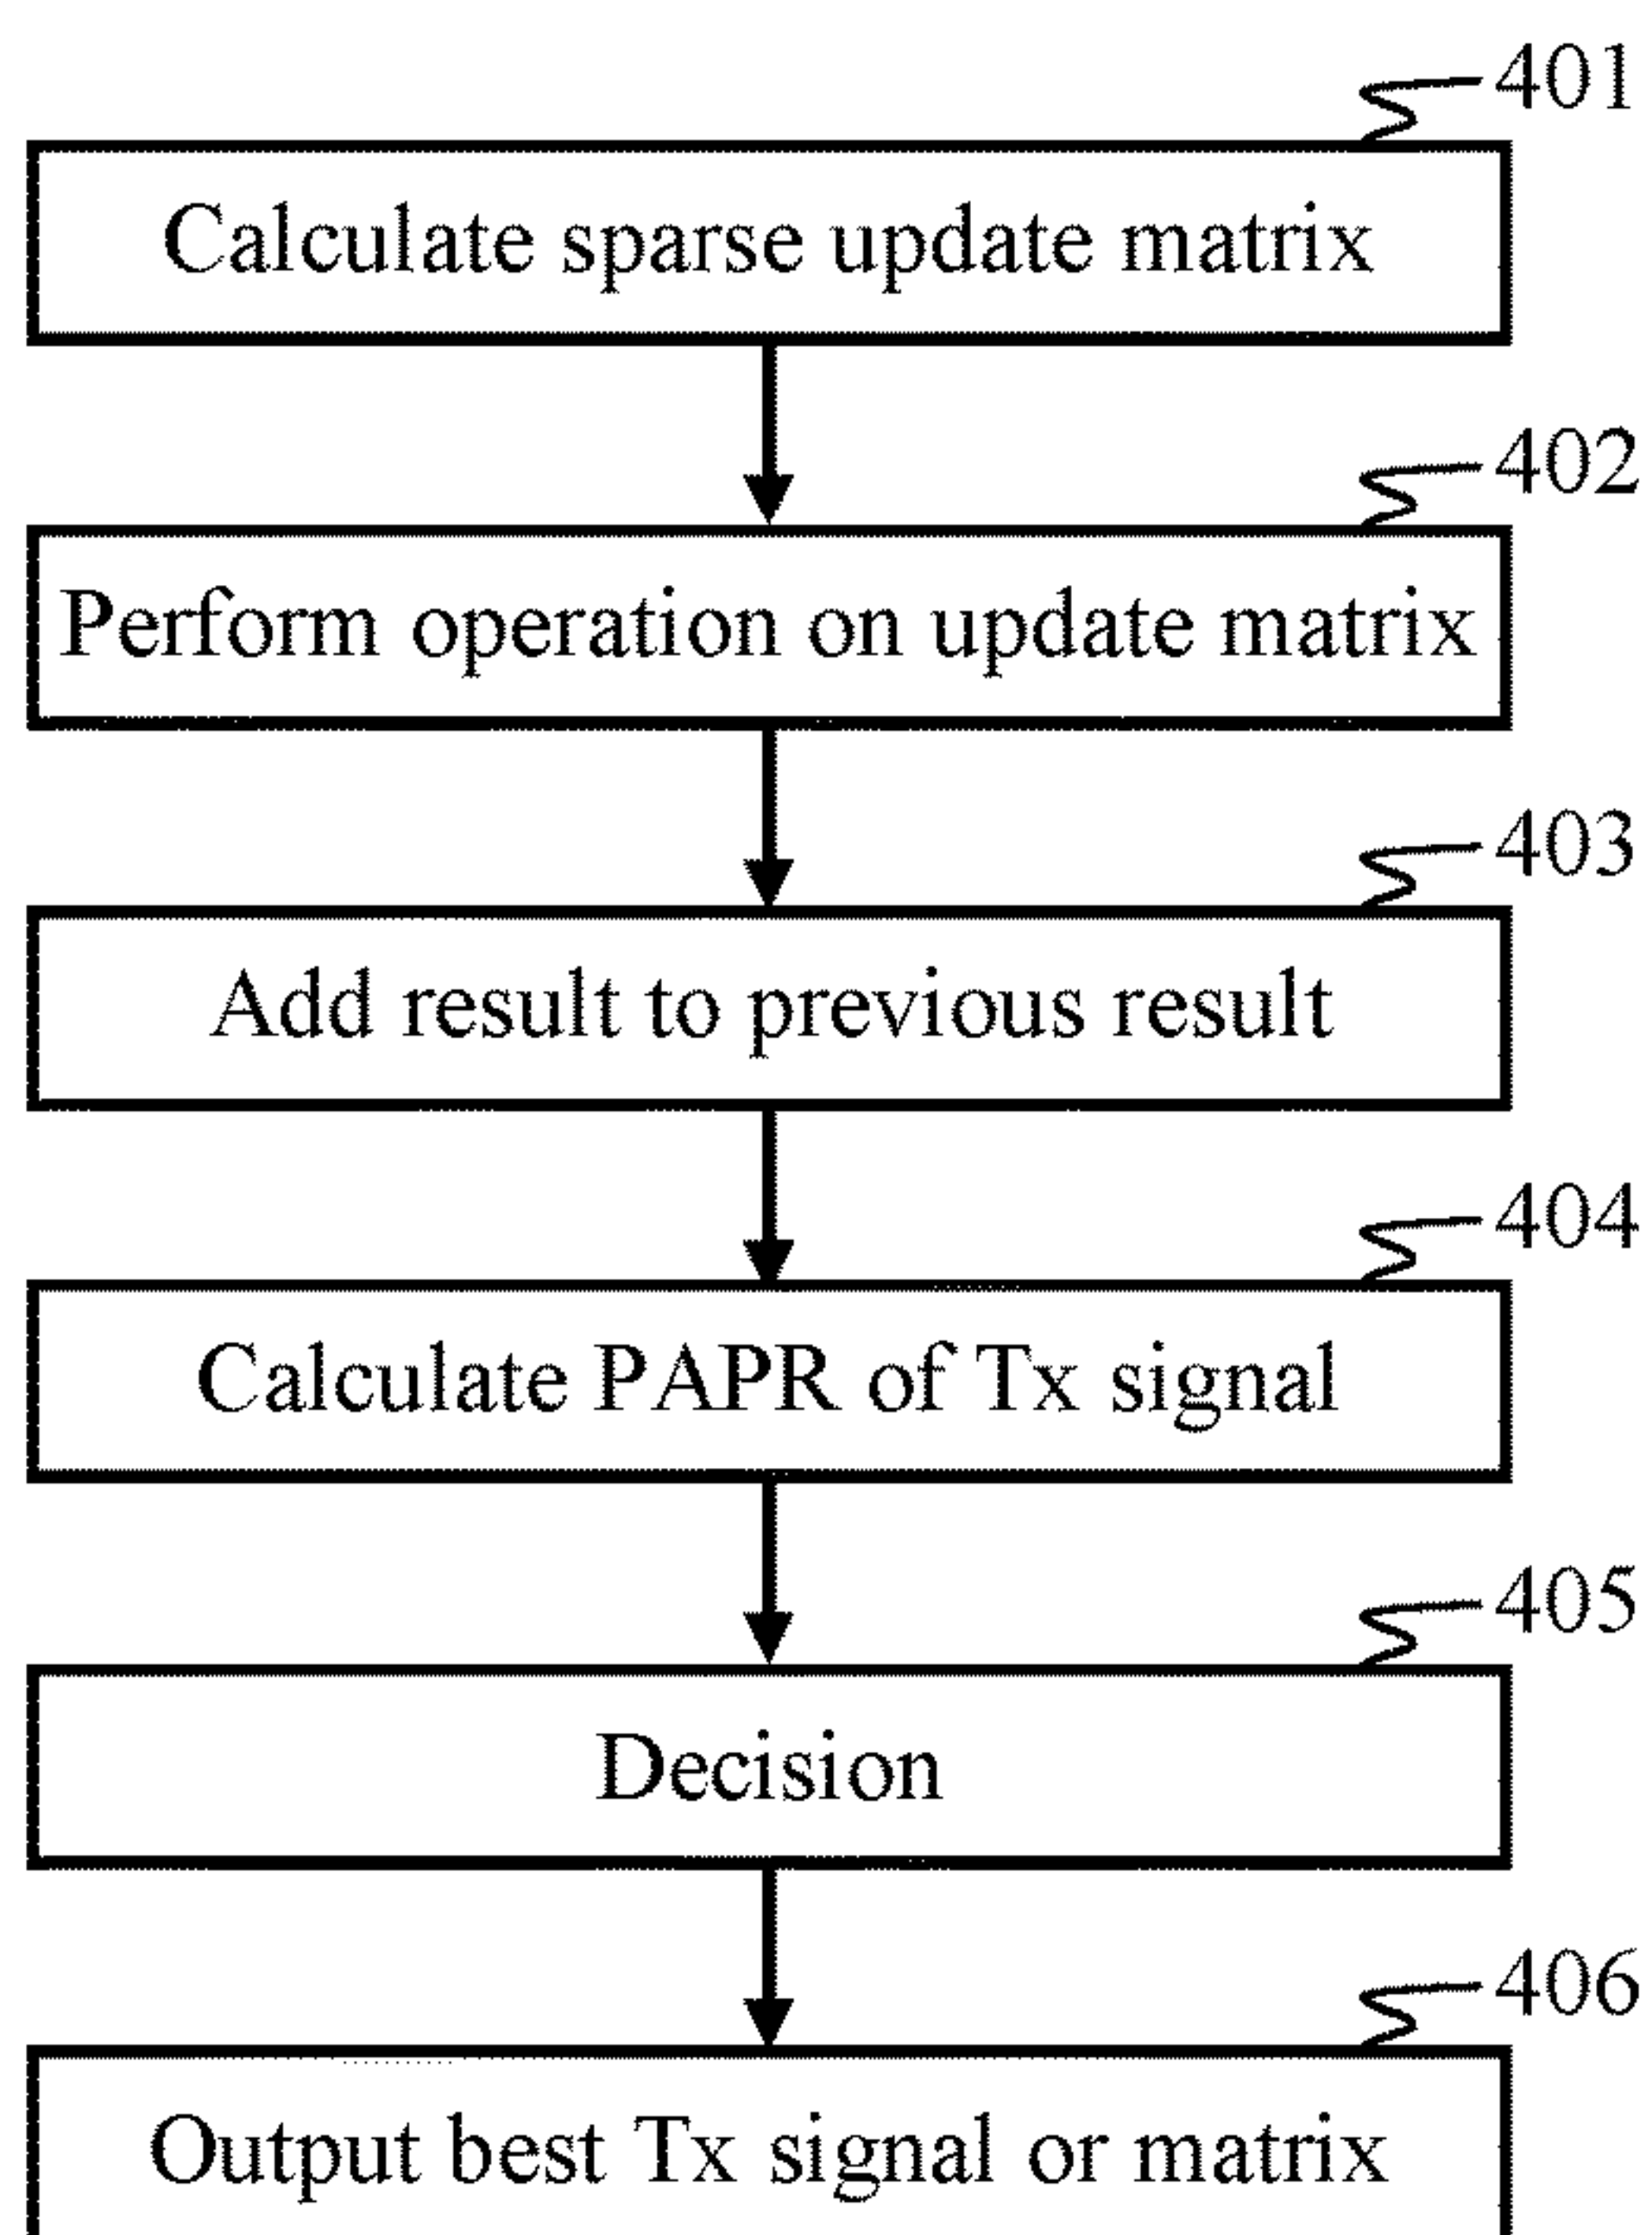 401
Calculate sparse update matrix
402
Perform operation on update matrix
403
Add result to previous result
404
Calculate PAPR of Tx signal
405
Decision
406
Output best Tx signal or matrix